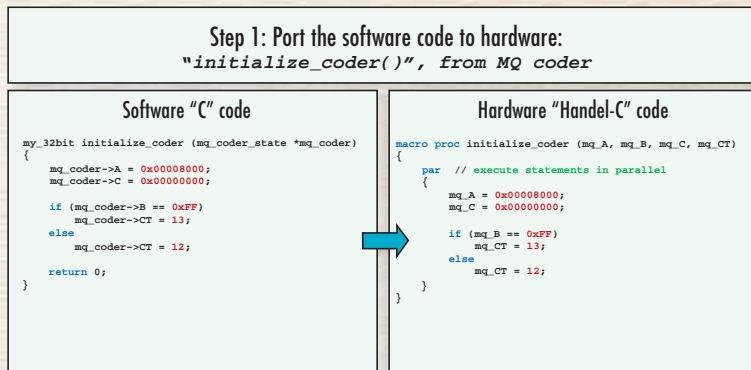 Step 1: Port the software code to hardware:
"initialize_coder()", from MQ coder
Software "C" code
my_32bit initialize_coder (mq_coder_state *mq_coder)
{
mq_coder->A = 0x00008000;
mq_coder->C = 0x00000000;
if (mq_coder->B == 0xFF)
mq_coder->CT = 13;
else
mq_coder->CT = 12;
return 0;
}
Hardware "Handel-C" code
macro proc initialize_coder (mq_A, mq_B, mq_C, mq_CT)
{
par // execute statements in parallel
{
mq_A = 0x00008000;
mq_C = 0x00000000;
if (mq_B == 0xFF)
mq_CT = 13;
else
mq_CT = 12;
}
}